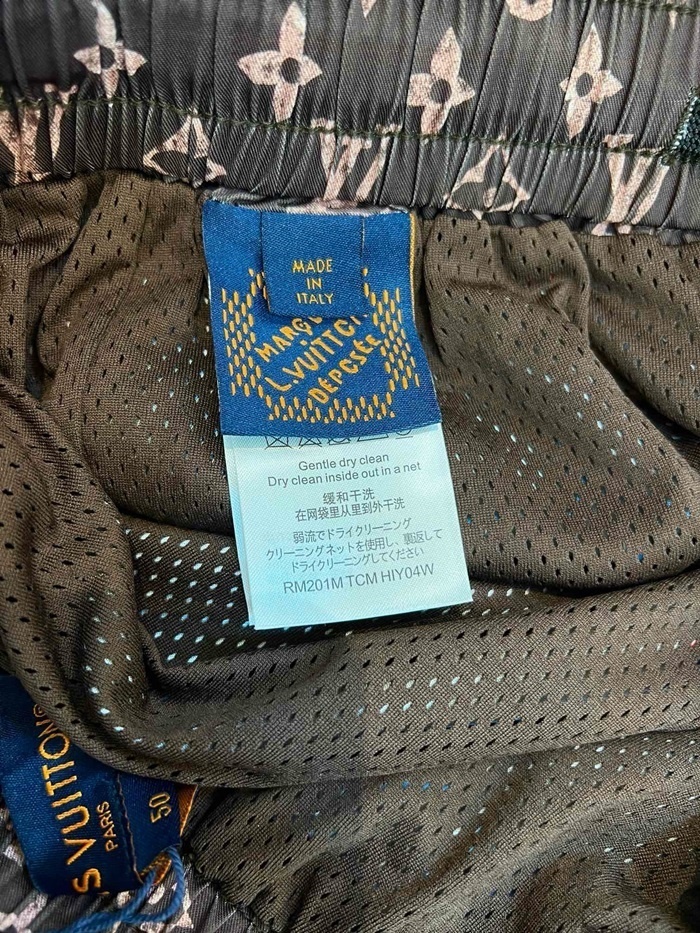 MADE
IN
ITALY
L.VUITTON
DÉPOSÉE
Gentle dry clean
Dry clean inside out in a net
缓和干洗
在网袋里从里到外干洗
弱流でドライクリーニング
クリーニングネットを使用し、裏返して
ドライクリーニングしてください
RM201M TCM HIY04W
S VUITTON
PARIS
50